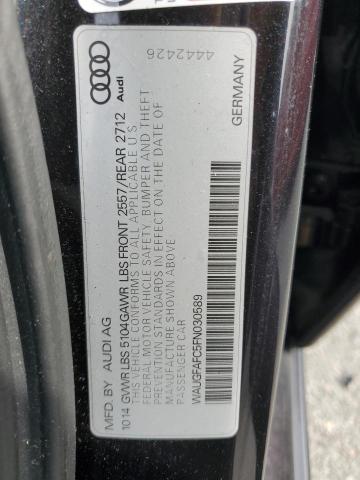 MFD. BY AUDI AG
10 14 GVWR LBS 5104GAWR LBS FRONT 2557/REAR 2712
THIS VEHICLE CONFORMS TO ALL APPLICABLE U S
FEDERAL MOTOR VEHICLE SAFETY, BUMPER AND THEFT
PREVENTION STANDARDS IN EFFECT ON THE DATE OF
MANUFACTURE SHOWN ABOVE
PASSENGER CAR
WAUGFAFC5FN030589
Audi
4442426
GERMANY